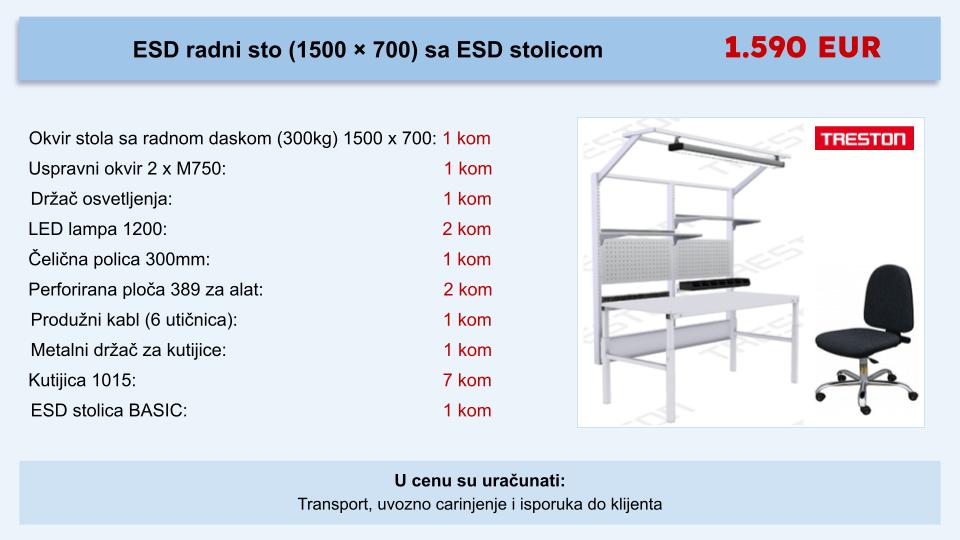 ESD radni sto (1500 × 700) sa ESD stolicom 1.590 EUR
Okvir stola sa radnom daskom (300kg) 1500 x 700: 1 kom
Uspravni okvir 2 x M750: 1 kom
Držač osvetljenja: 1 kom
LED lampa 1200: 2 kom
Čelična polica 300mm: 1 kom
Perforirana ploča 389 za alat: 2 kom
Produžni kabl (6 utičnica): 1 kom
Metalni držač za kutijice: 1 kom
Kutijica 1015: 7 kom
ESD stolica BASIC: 1 kom
TRESTON
U cenu su uračunati:
Transport, uvozno carinjenje i isporuka do klijenta